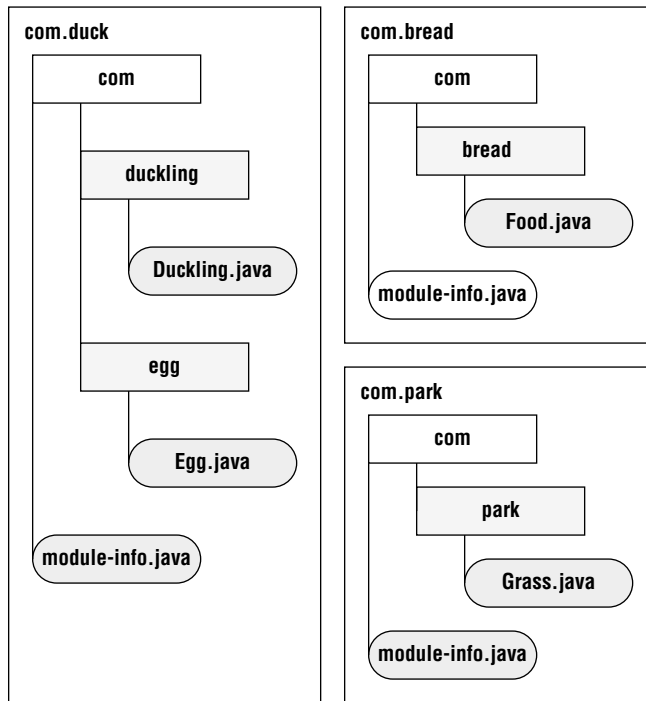 com.duck
com
duckling
Duckling.java
egg
Egg.java
module-info.java
com.bread
com
bread
Food.java
module-info.java
com.park
com
park
Grass.java
module-info.java